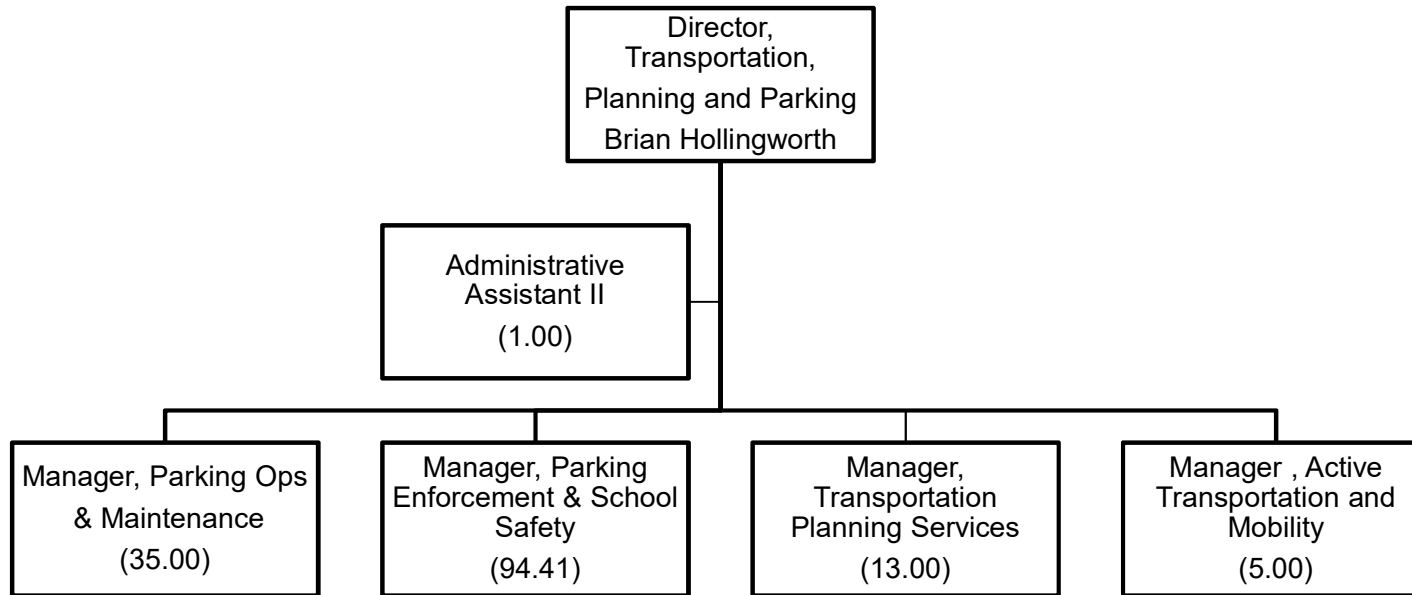 Director,
Transportation,
Planning and Parking
Brian Hollingworth
Administrative
Assistant II
(1.00)
Manager, Parking Ops
& Maintenance
(35.00)
Manager, Parking
Enforcement & School
Safety
(94.41)
Manager,
Transportation
Planning Services
(13.00)
Manager , Active
Transportation and
Mobility
(5.00)